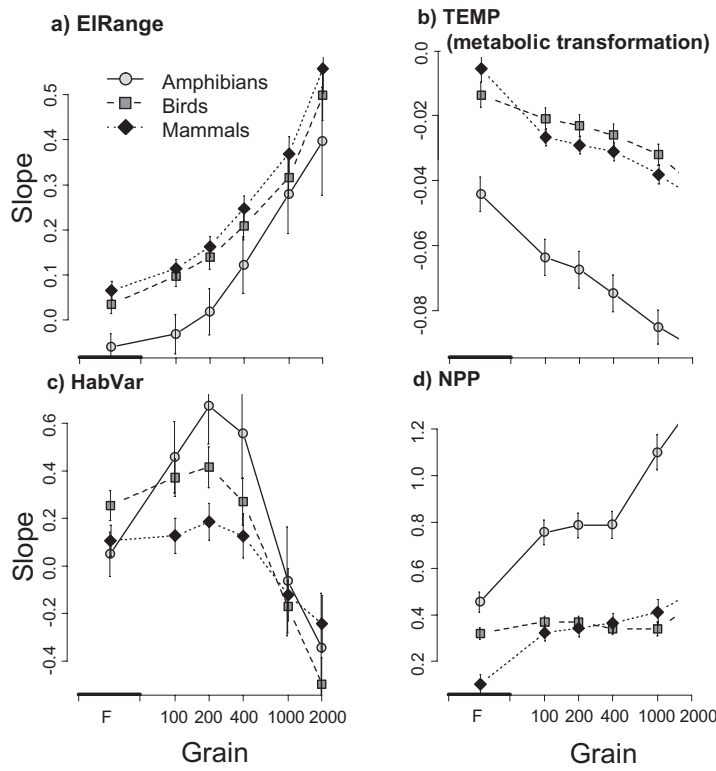 a) ElRange
Amphibians
Birds
Mammals
Slope
0.5
0.4
0.3
0.2
0.1
0.0
b) TEMP
(metabolic transformation)
0.0
-0.02
-0.04
-0.06
-0.08
c) HabVar
Slope
0.6
0.4
0.2
0.0
-0.2
-0.4
F
100
200
400
1000
2000
Grain
d) NPP
1.2
1.0
0.8
0.6
0.4
0.2
F
100
200
400
1000
2000
Grain